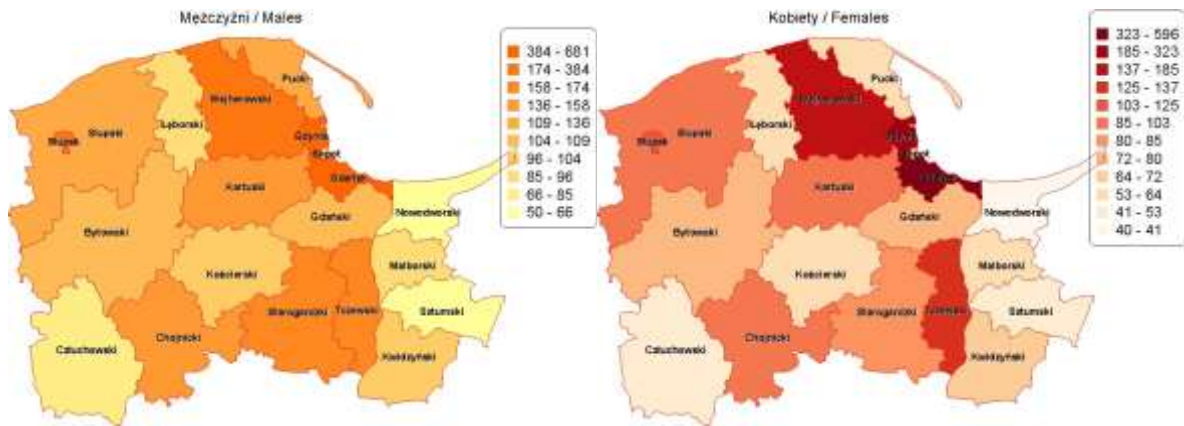 Mężczyźni / Males
384 - 681
174 - 384
158 - 174
136 - 158
109 - 136
104 - 109
96 - 104
85 - 96
66 - 85
50 - 66
Pucki
Wejherowski
Lęborski
Słupski
Słupsk
Gdynia
Sopot
Gdańsk
Kartuski
Nowodworski
Gdański
Bytowski
Malborski
Kościerski
Starogardzki
Tczewski
Sztumski
Chojnicki
Człuchowski
Kwidzyński
Kobiety / Females
323 - 596
185 - 323
137 - 185
125 - 137
103 - 125
85 - 103
80 - 85
72 - 80
64 - 72
53 - 64
41 - 53
40 - 41
Pucki
Lęborski
Słupski
Słupsk
Kartuski
Nowodworski
Gdański
Bytowski
Malborski
Kościerski
Starogardzki
Tczewski
Sztumski
Chojnicki
Człuchowski
Kwidzyński